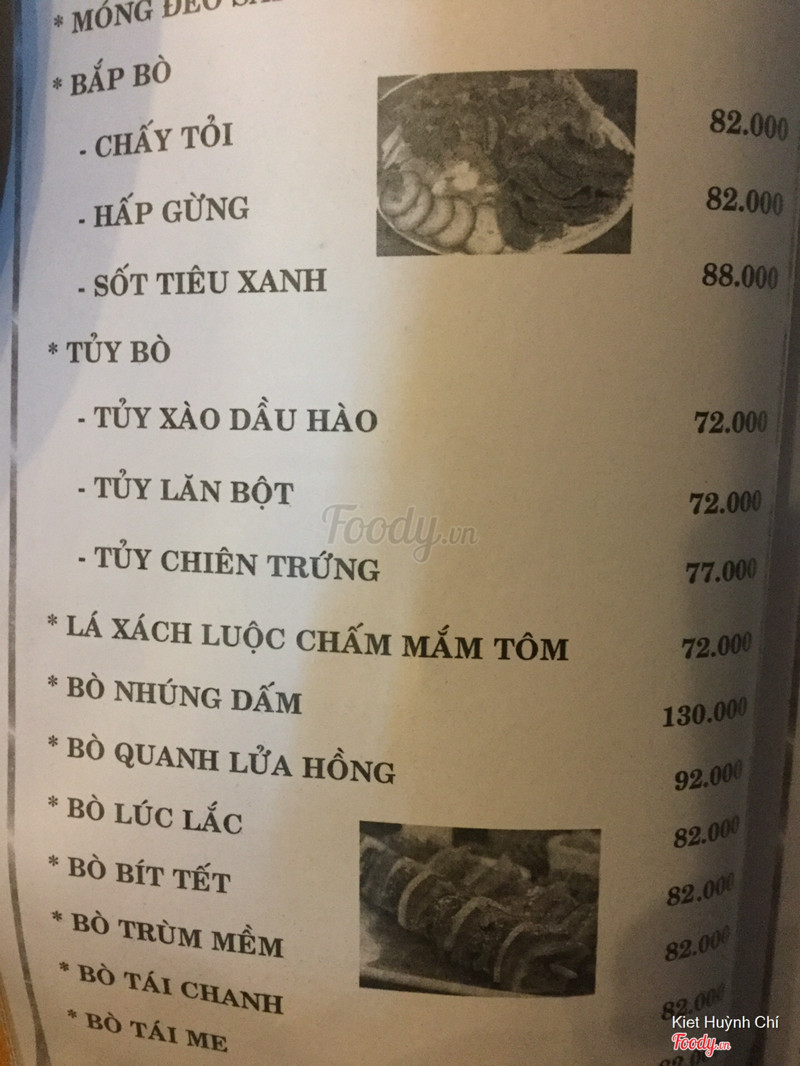 * MÓNG ĐEO
* BẮP BÒ
- CHẤY TỎI 82.000
- HẤP GỪNG 82.000
- SỐT TIÊU XANH 88.000
* TỦY BÒ
- TỦY XÀO DẦU HÀO 72.000
- TỦY LĂN BỘT 72.000
- TỦY CHIÊN TRỨNG 77.000
* LÁ XÁCH LUỘC CHẤM MẮM TÔM 72.000
* BÒ NHÚNG DẤM 130.000
* BÒ QUANH LỬA HỒNG 92.000
* BÒ LÚC LẮC 82.000
* BÒ BÍT TẾT 82.000
* BÒ TRÙM MỀM 82.000
* BÒ TÁI CHANH 82.000
* BÒ TÁI ME
Foody.vn
Kiet Huỳnh Chí
Foody.vn